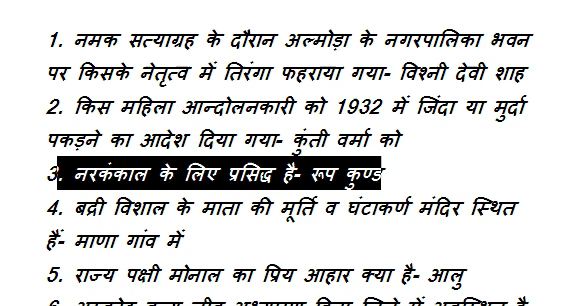 1. नमक सत्याग्रह के दौरान अल्मोड़ा के नगरपालिका भवन
पर किसके नेतृत्व में तिरंगा फहराया गया- विश्नी देवी शाह
2. किस महिला आन्दोलनकारी को 1932 में जिंदा या मुर्दा
पकड़ने का आदेश दिया गया- कुंती वर्मा को
3. नरकंकाल के लिए प्रसिद्ध है- रूप कुण्ड
4. बद्री विशाल के माता की मूर्ति व घंटाकर्ण मंदिर स्थित
हैं- माणा गांव में
5. राज्य पक्षी मोनाल का प्रिय आहार क्या है- आलु